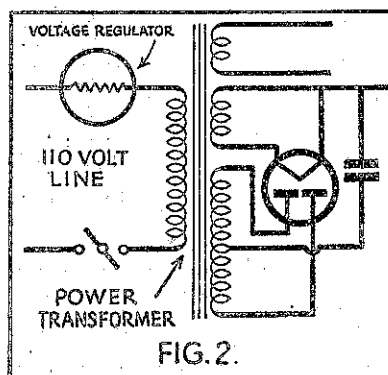 VOLTAGE REGULATOR
110 VOLT
LINE
POWER
TRANSFORMER
FIG. 2.